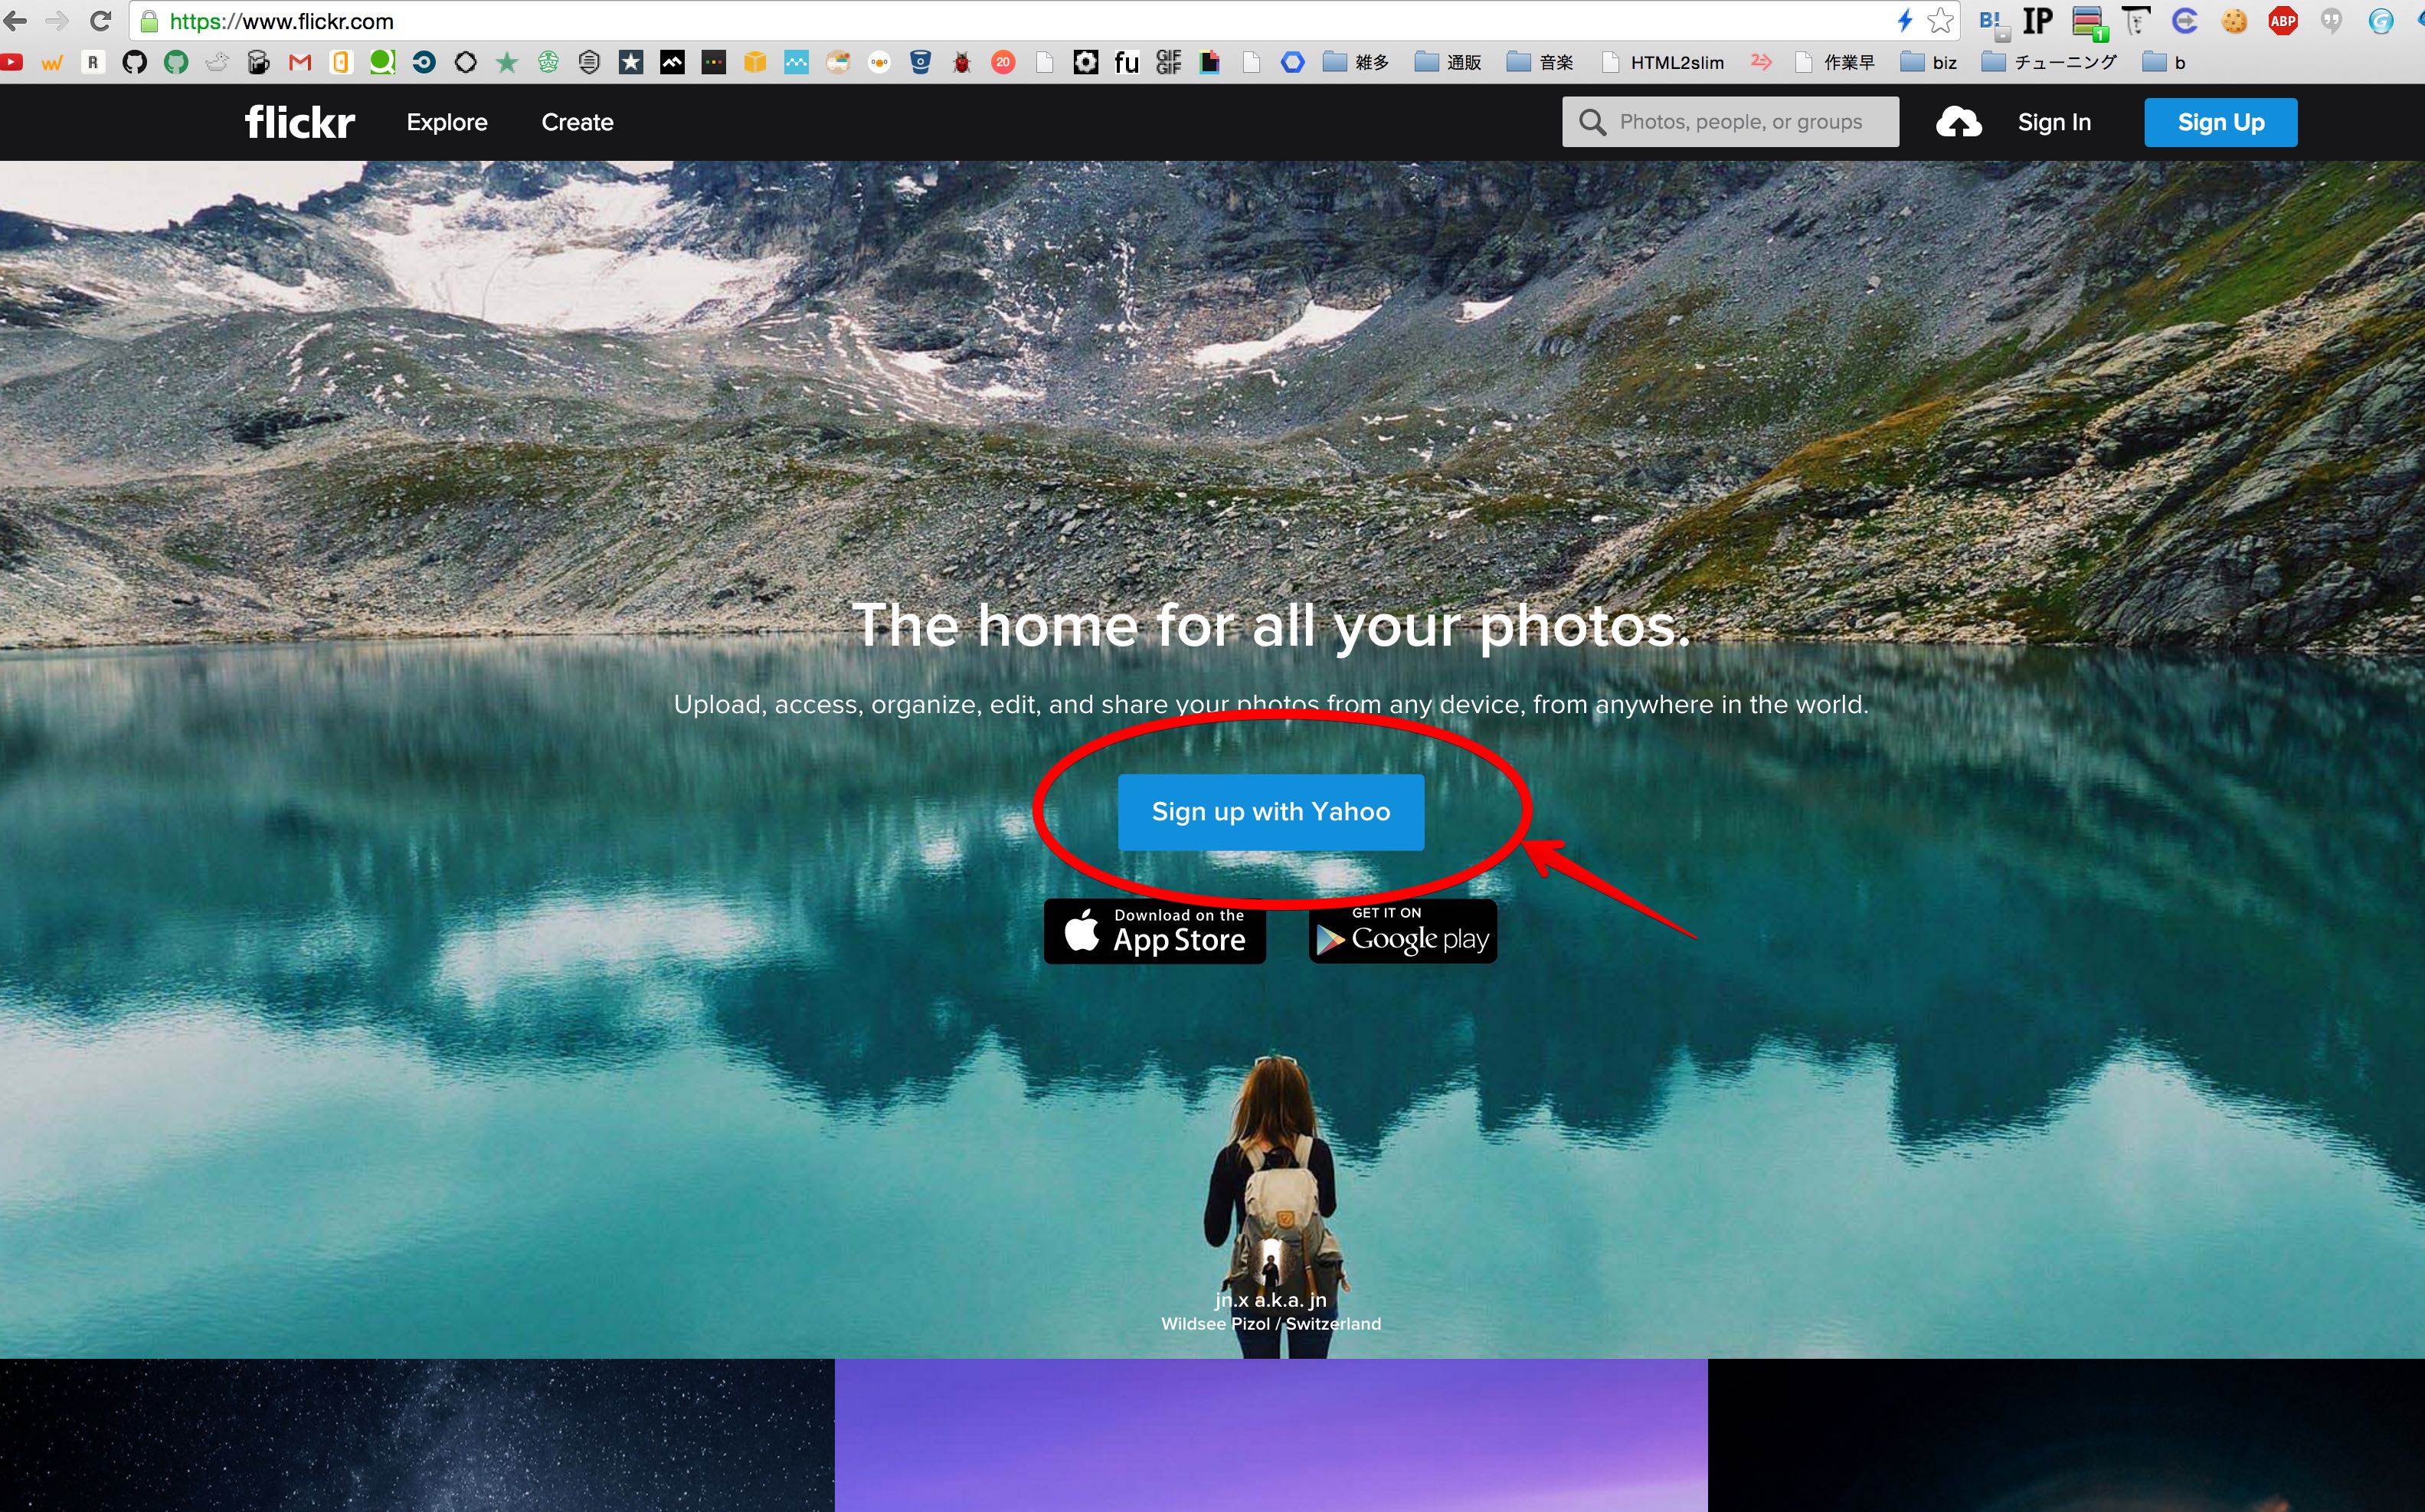 https://www.flickr.com
IP
1
ABP
R
20
fu
GIF
GIF
雑多
通販
音楽
HTML2slim
作業早
biz
チューニング
b
flickr
Explore
Create
Photos, people, or groups
Sign In
Sign Up
The home for all your photos.
Upload, access, organize, edit, and share your photos from any device, from anywhere in the world.
Sign up with Yahoo
Download on the
App Store
GET IT ON
Google play
jn.x a.k.a. jn
Wildsee Pizol / Switzerland